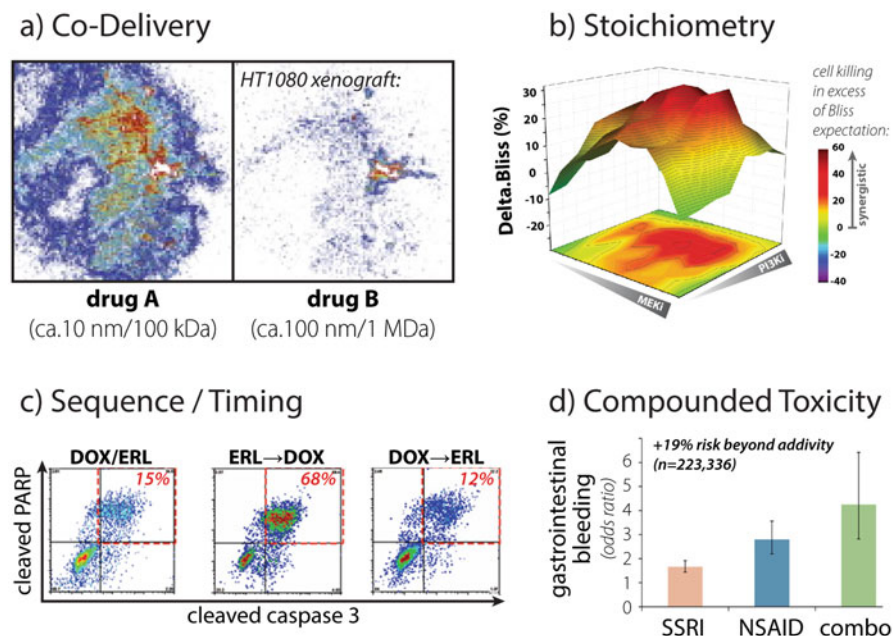 a) Co-Delivery
HT1080 xenograft:
drug A
(ca.10 nm/100 kDa)
drug B
(ca.100 nm/1 MDa)
b) Stoichiometry
cell killing
in excess
of Bliss
expectation:
Delta.Bliss (%)
30
20
10
0
-10
-20
60
40
20
0
-20
-40
synergistic
MEKi
PI3Ki
c) Sequence / Timing
DOX/ERL
ERL→DOX
DOX→ERL
15%
68%
12%
cleaved PARP
cleaved caspase 3
d) Compounded Toxicity
+19% risk beyond addivity
(n=223,336)
gastrointestinal
bleeding
(odds ratio)
6
5
4
3
2
1
0
SSRI
NSAID
combo